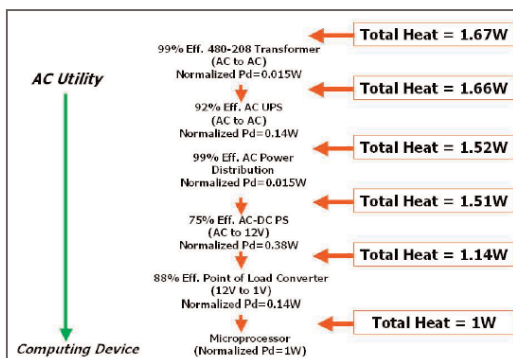 Total Heat = 1.67W
99% Eff. 480-208 Transformer
(AC to AC)
Normalized Pd=0.015W
AC Utility
Total Heat = 1.66W
92% Eff. AC UPS
(AC to AC)
Normalized Pd=0.14W
Total Heat = 1.52W
99% Eff. AC Power
Distribution
Normalized Pd=0.015W
Total Heat = 1.51W
75% Eff. AC-DC PS
(AC to 12V)
Normalized Pd=0.38W
Total Heat = 1.14W
88% Eff. Point of Load Converter
(12V to 1V)
Normalized Pd=0.14W
Total Heat = 1W
Microprocessor
(Normalized Pd=1W)
Computing Device